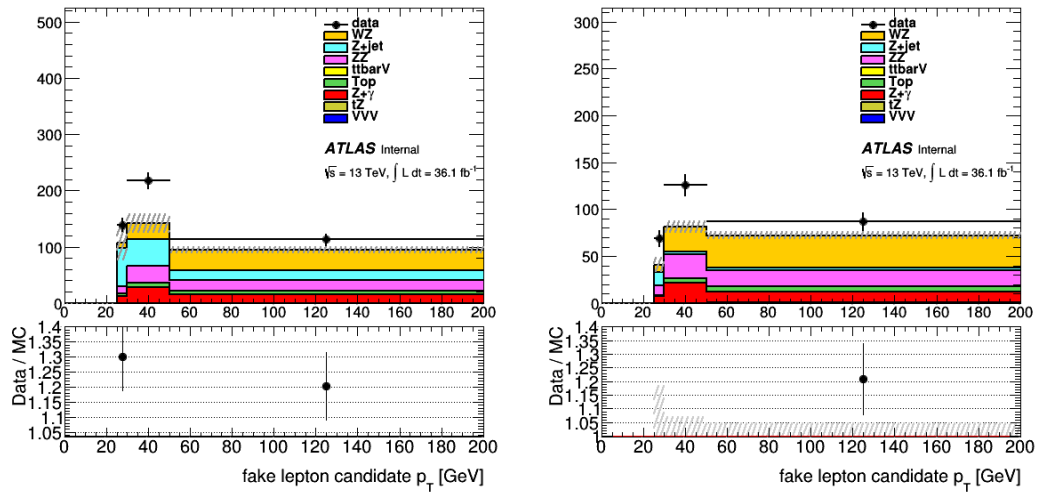 500
400
300
200
100
0
data
WZ
Z+jet
ZZ
ttbarV
Top
Z+γ
tZ
VVV
ATLAS Internal
√s = 13 TeV, ∫ L dt = 36.1 fb⁻¹
1.4
1.35
1.3
1.25
1.2
1.15
1.1
1.05
Data / MC
0 20 40 60 80 100 120 140 160 180 200
fake lepton candidate p_T [GeV]
300
250
200
150
100
50
0
data
WZ
Z+jet
ZZ
ttbarV
Top
Z+γ
tZ
VVV
ATLAS Internal
√s = 13 TeV, ∫ L dt = 36.1 fb⁻¹
1.4
1.35
1.3
1.25
1.2
1.15
1.1
1.05
Data / MC
0 20 40 60 80 100 120 140 160 180 200
fake lepton candidate p_T [GeV]